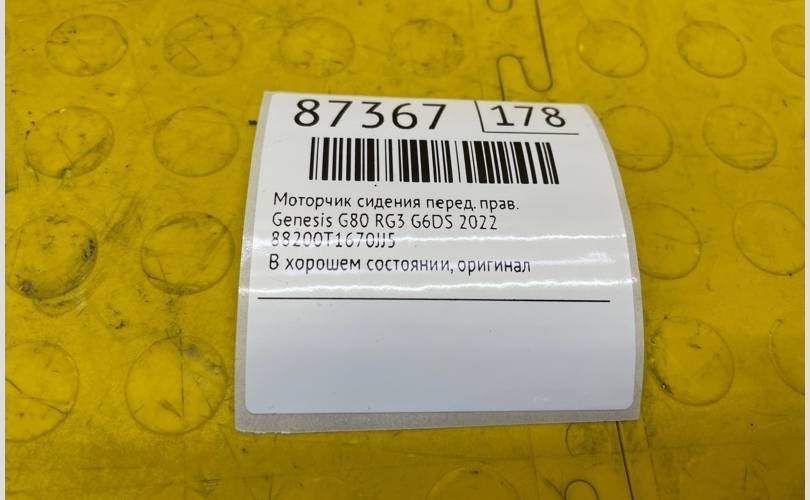 87367 178
Моторчик сидения перед. прав.
Genesis G80 RG3 G6DS 2022
88200T1670JJ5
В хорошем состоянии, оригинал